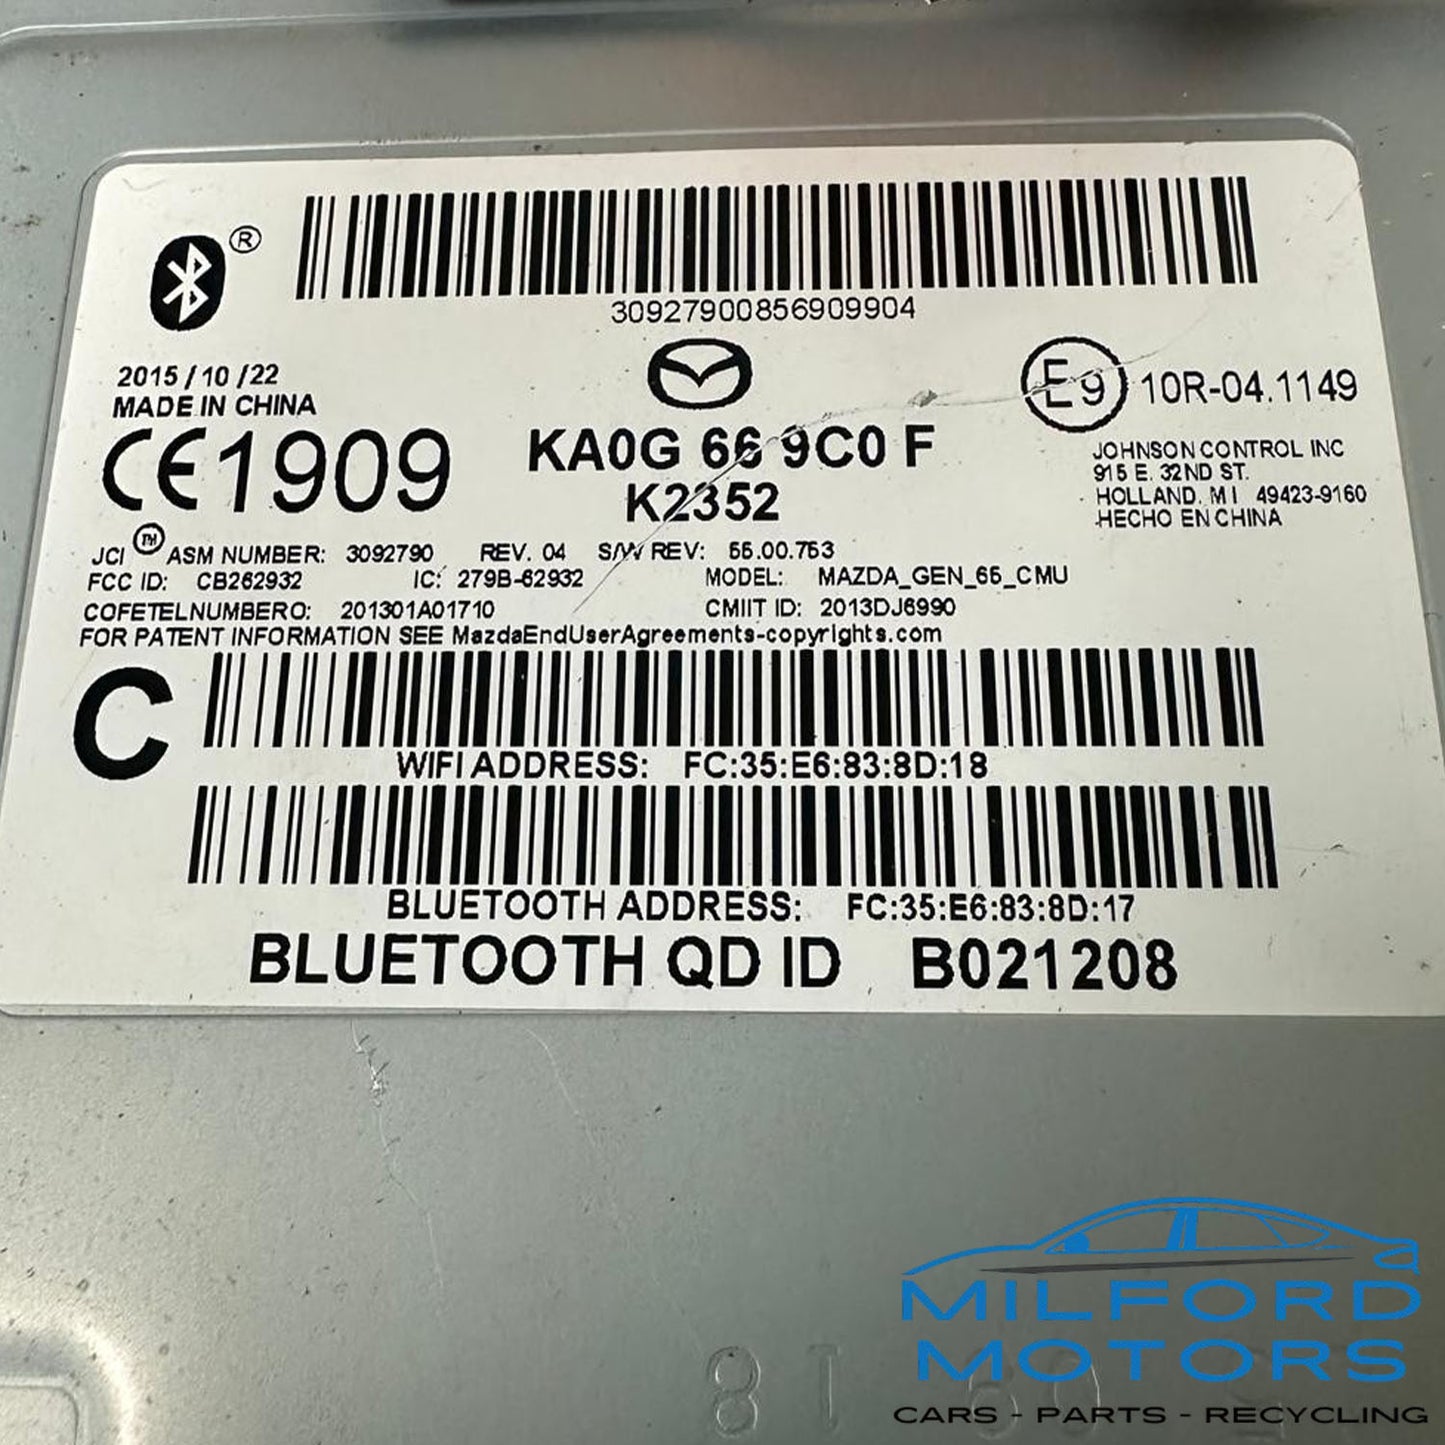 ®
30927900856909904
2015/10/22
MADE IN CHINA
CE1909
KA0G 66 9C0 F
K2352
E9 10R-04.1149
JOHNSON CONTROL INC
915 E. 32ND ST.
HOLLAND. MI 49423-9160
HECHO EN CHINA
JCI TM ASM NUMBER: 3092790 REV. 04 S/W REV: 55.00.753
FCC ID: CB262932 IC: 279B-62932 MODEL: MAZDA_GEN_65_CMU
COFETELNUMBERO: 201301A01710 CMIIT ID: 2013DJ6990
FOR PATENT INFORMATION SEE MazdaEndUserAgreements-copyrights.com
C
WIFI ADDRESS: FC:35:E6:83:8D:18
BLUETOOTH ADDRESS: FC:35:E6:83:8D:17
BLUETOOTH QD ID B021208
MILFORD
MOTORS
CARS - PARTS - RECYCLING